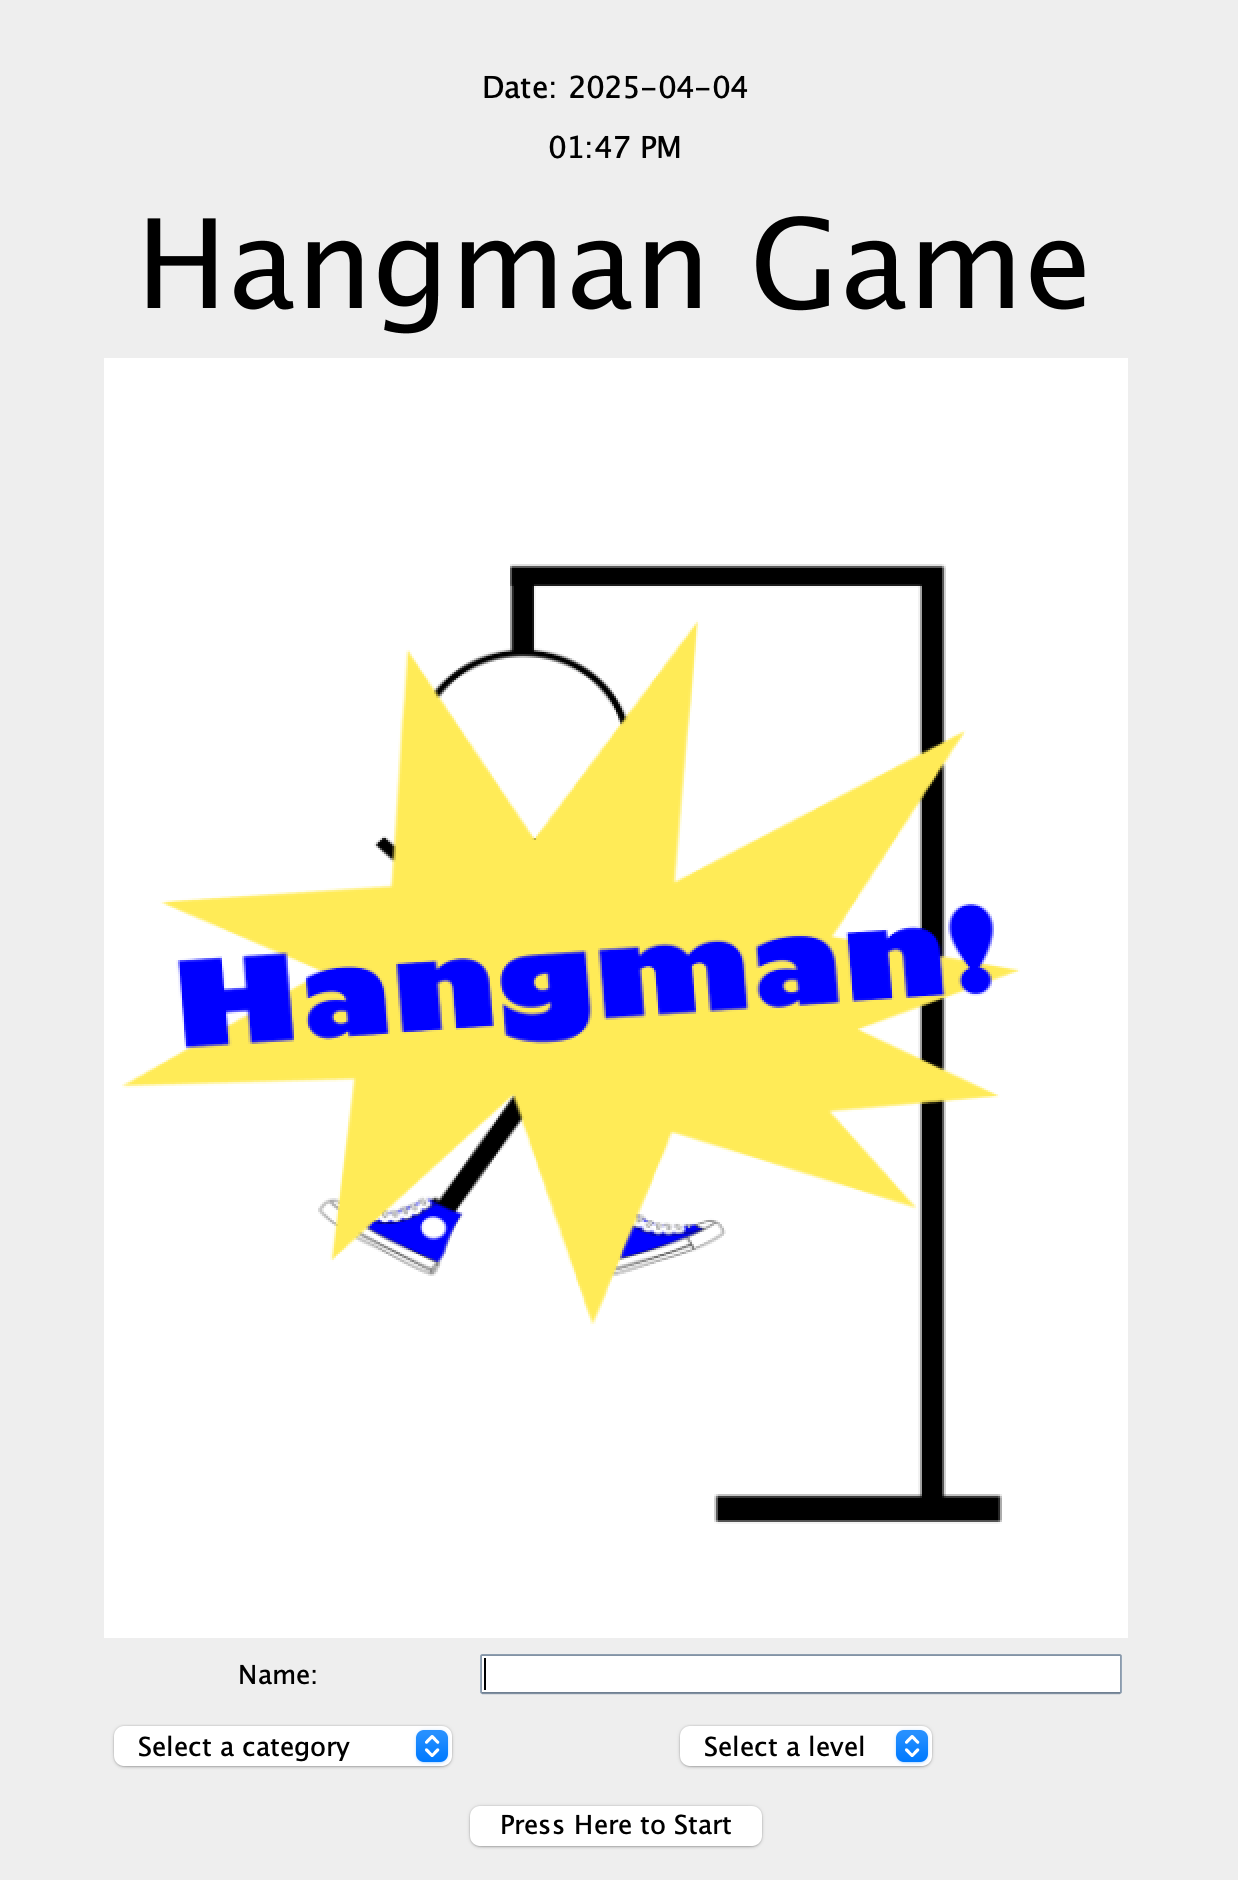 Date: 2025-04-04
01:47 PM
Hangman Game
Hangman!
Name:
Select a category
Select a level
Press Here to Start